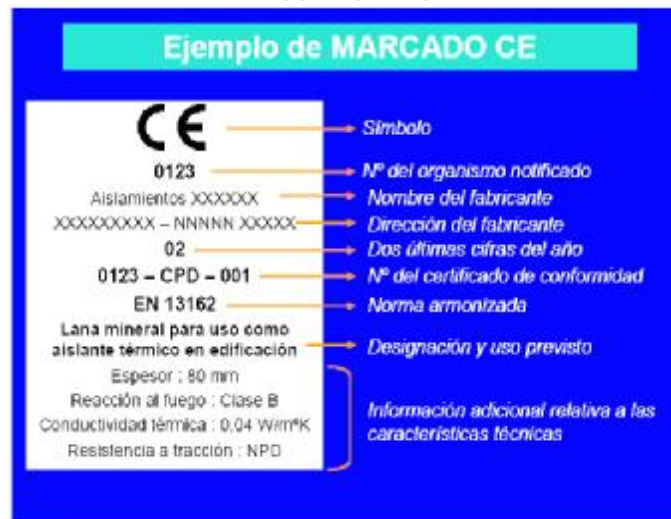 Ejemplo de MARCADO CE
CE
Símbolo
0123
Nº del organismo notificado
Aislamientos XXXXXX
Nombre del fabricante
XXXXXXXXX – NNNNN XXXXX
Dirección del fabricante
02
Dos últimas cifras del año
0123 – CPD – 001
Nº del certificado de conformidad
EN 13162
Norma armonizada
Lana mineral para uso como
aislante térmico en edificación
Designación y uso previsto
Espesor : 80 mm
Reacción al fuego : Clase B
Conductividad térmica : 0,04 W/mºK
Resistencia a tracción : NPD
Información adicional relativa a las
características técnicas